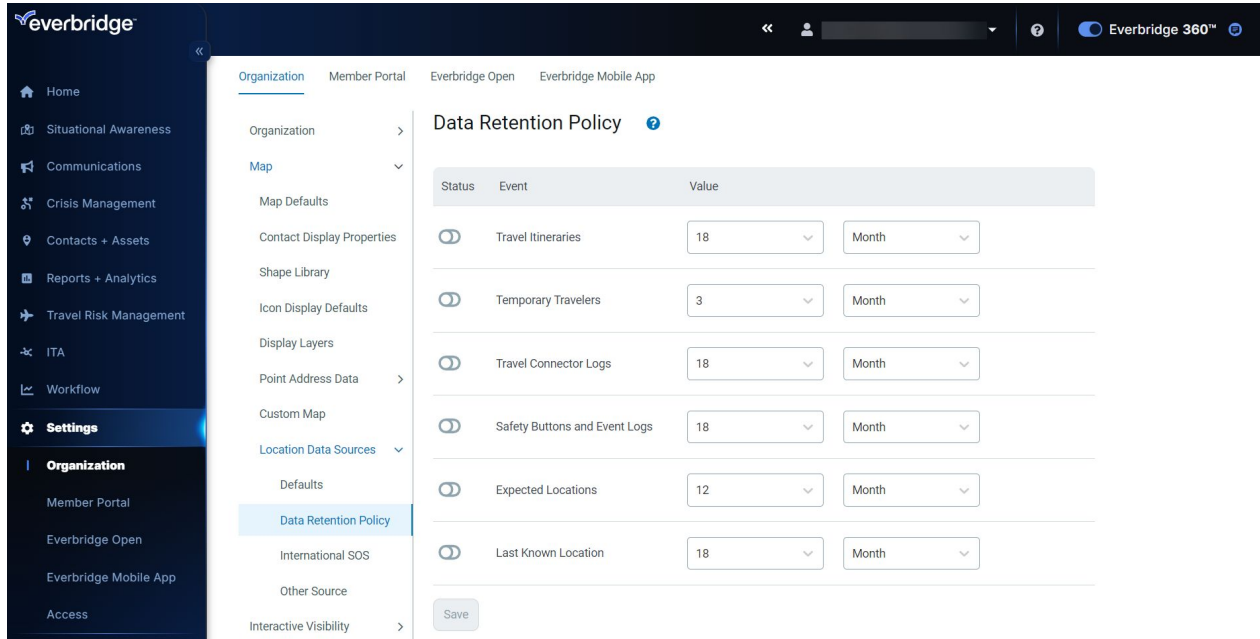 everbridge™
Everbridge 360™
Home
Situational Awareness
Communications
Crisis Management
Contacts + Assets
Reports + Analytics
Travel Risk Management
ITA
Workflow
Settings
Organization
Member Portal
Everbridge Open
Everbridge Mobile App
Access
Organization Member Portal Everbridge Open Everbridge Mobile App
Organization
Map
Map Defaults
Contact Display Properties
Shape Library
Icon Display Defaults
Display Layers
Point Address Data
Custom Map
Location Data Sources
Defaults
Data Retention Policy
International SOS
Other Source
Interactive Visibility
Data Retention Policy
Status Event Value
Travel Itineraries 18 Month
Temporary Travelers 3 Month
Travel Connector Logs 18 Month
Safety Buttons and Event Logs 18 Month
Expected Locations 12 Month
Last Known Location 18 Month
Save